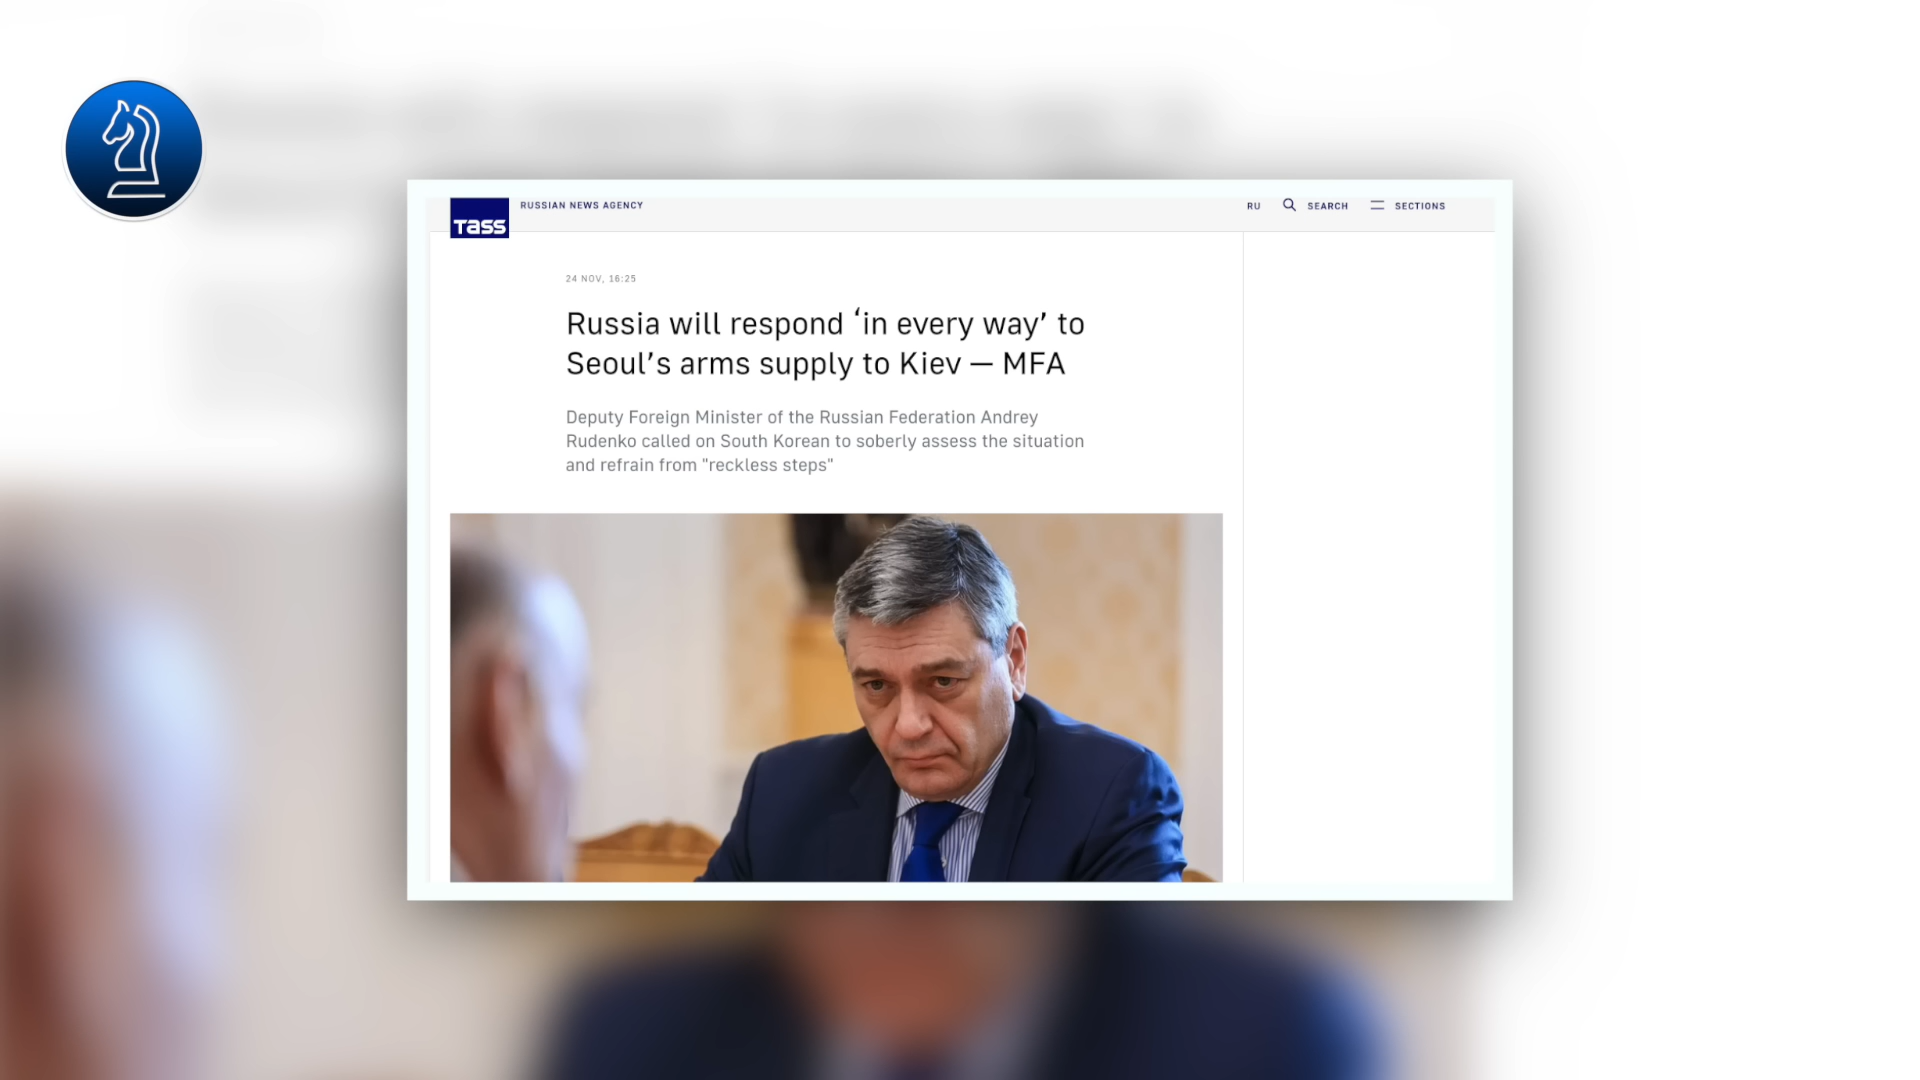 TASS
RUSSIAN NEWS AGENCY
RU
SEARCH
SECTIONS
24 NOV, 16:25
Russia will respond ‘in every way’ to
Seoul’s arms supply to Kiev — MFA
Deputy Foreign Minister of the Russian Federation Andrey
Rudenko called on South Korean to soberly assess the situation
and refrain from "reckless steps"